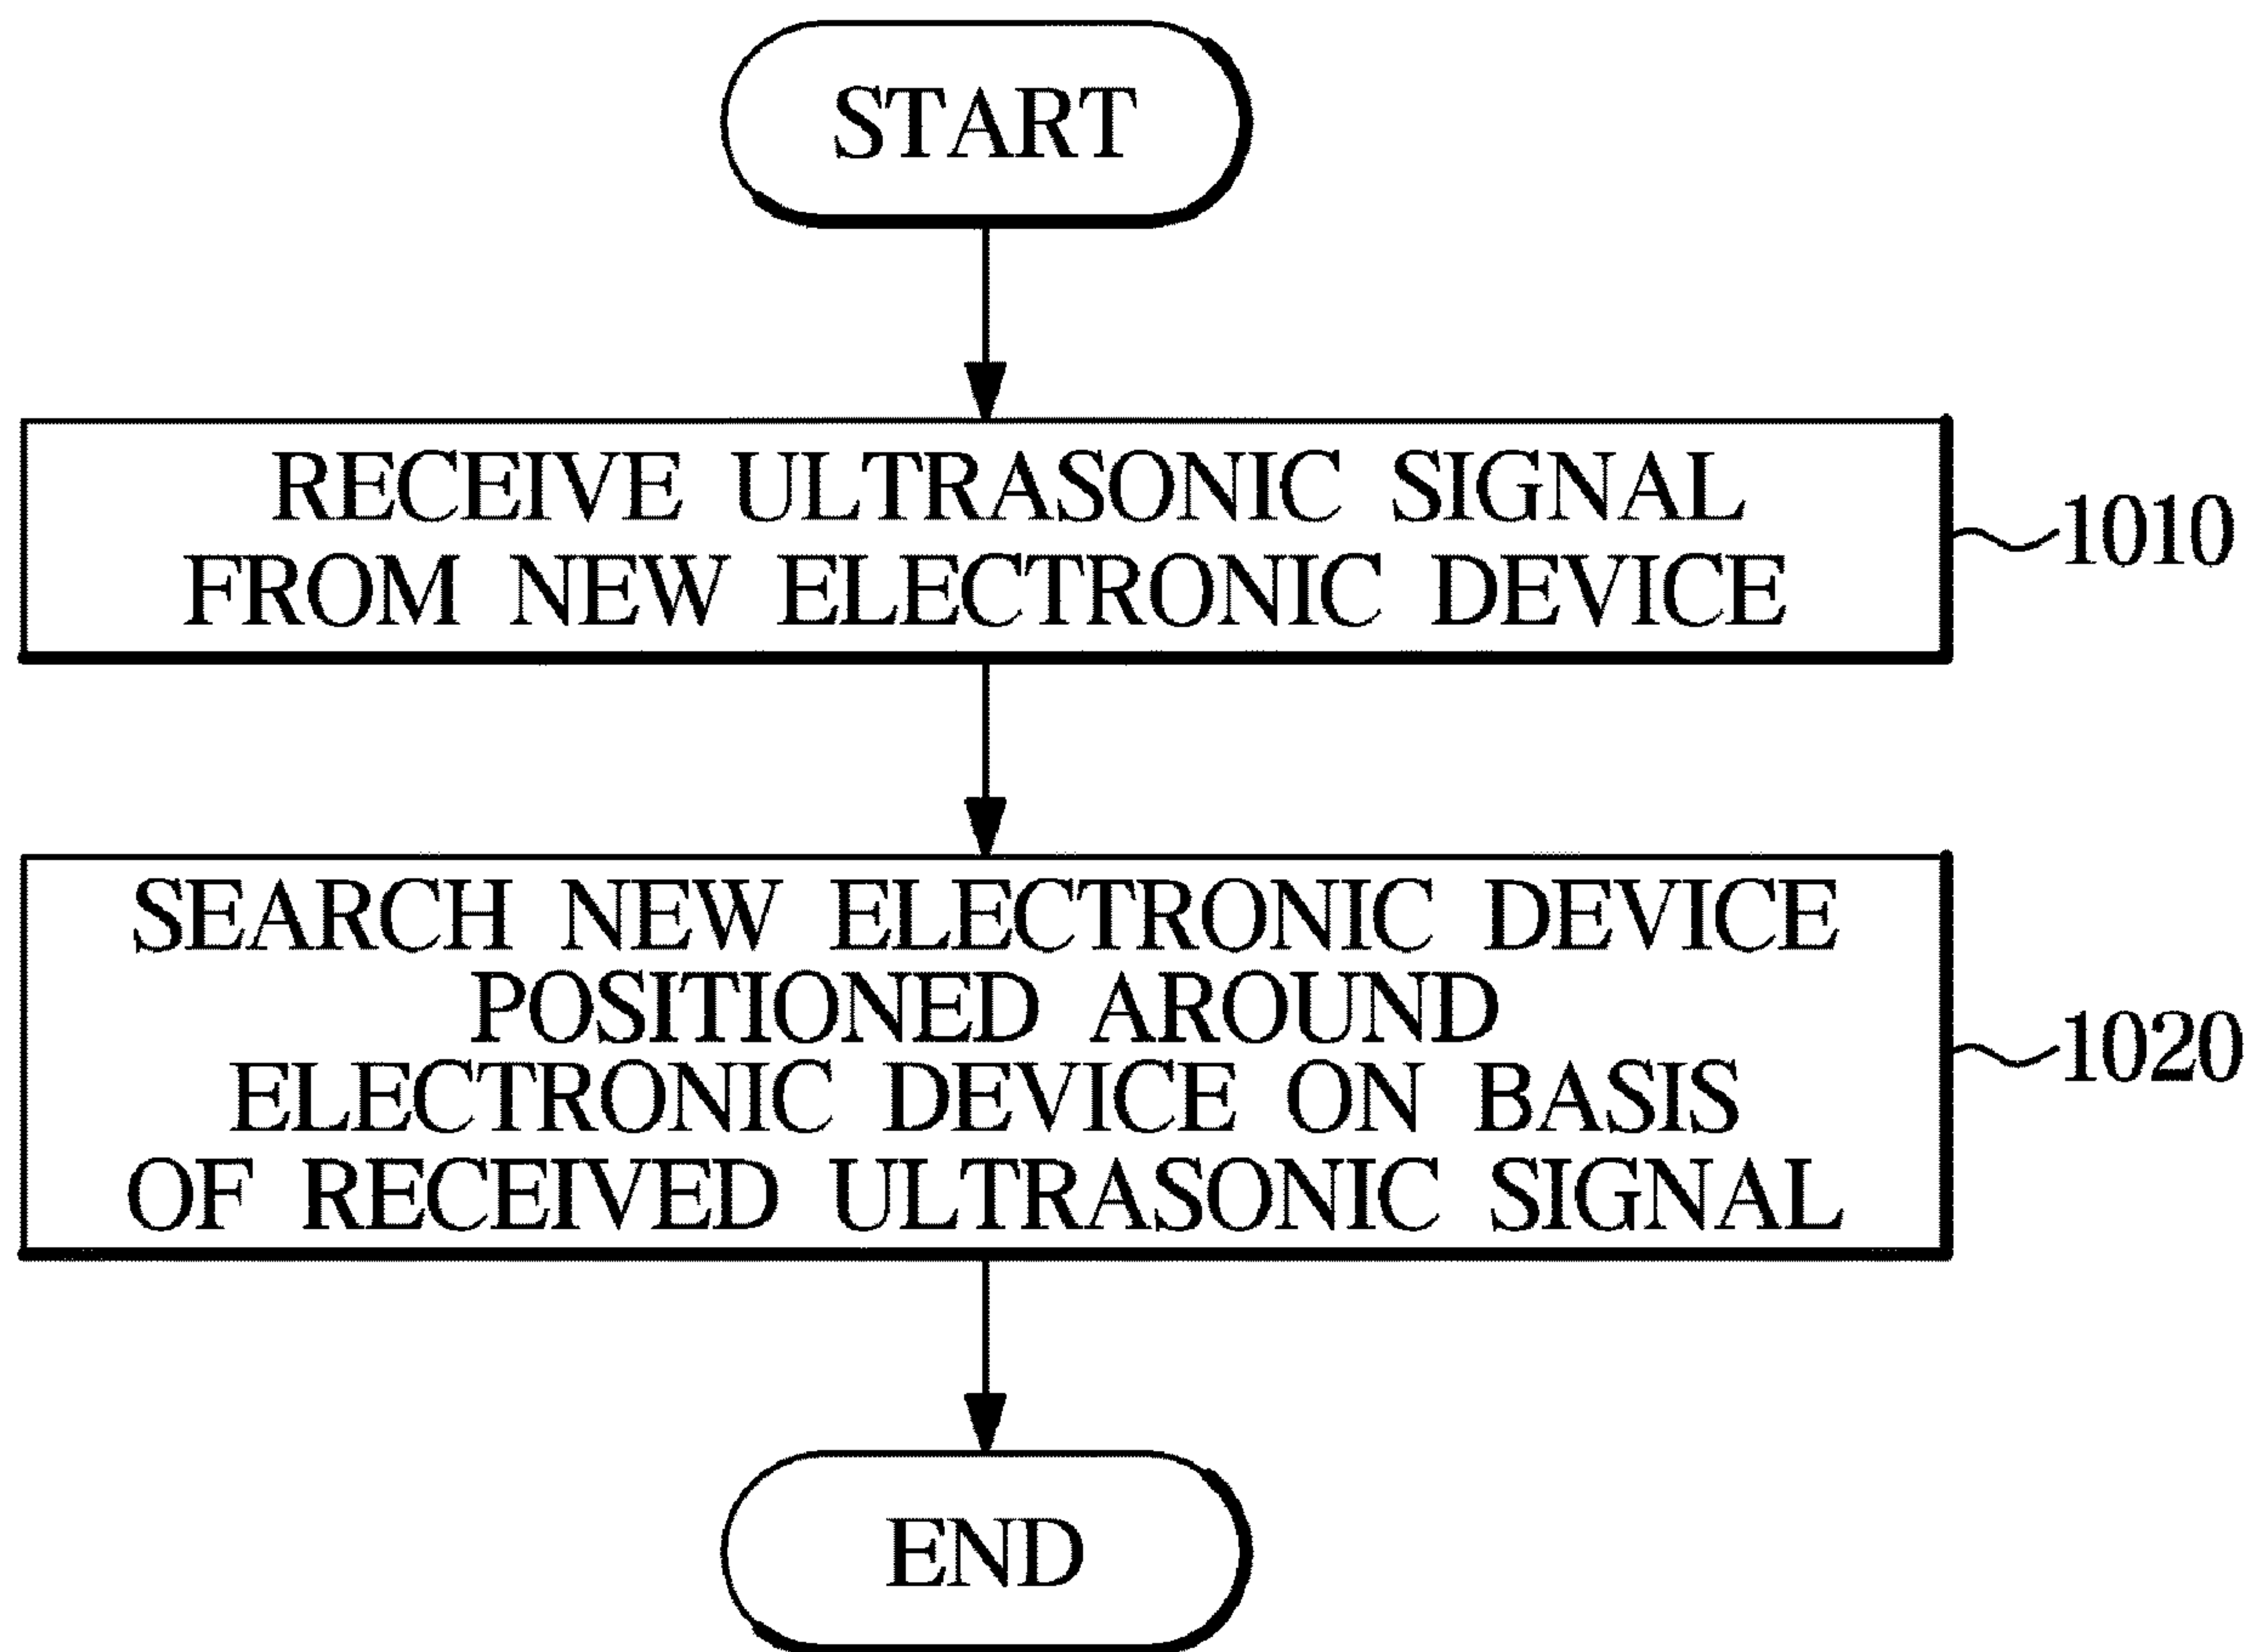 START
RECEIVE ULTRASONIC SIGNAL
FROM NEW ELECTRONIC DEVICE
1010
SEARCH NEW ELECTRONIC DEVICE
POSITIONED AROUND
ELECTRONIC DEVICE ON BASIS
OF RECEIVED ULTRASONIC SIGNAL
1020
END